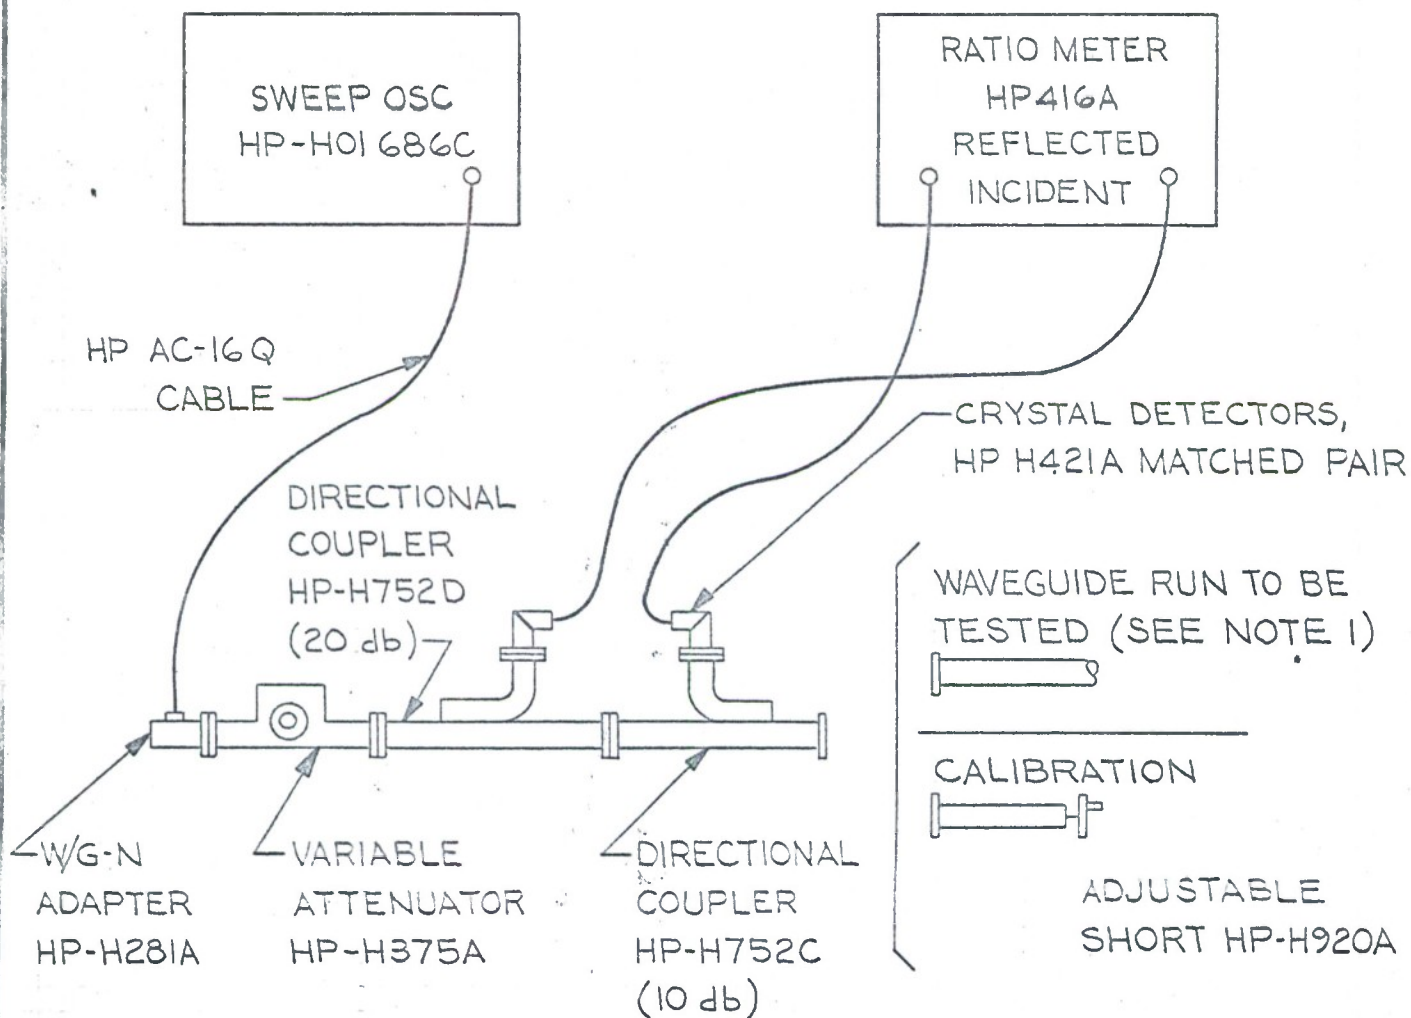 SWEEP OSC
HP-HO1 686C
RATIO METER
HP416A
REFLECTED
INCIDENT
HP AC-16Q
CABLE
CRYSTAL DETECTORS,
HP H421A MATCHED PAIR
DIRECTIONAL
COUPLER
HP-H752D
(20 db)
WAVEGUIDE RUN TO BE
TESTED (SEE NOTE 1)
CALIBRATION
W/G-N
ADAPTER
HP-H281A
VARIABLE
ATTENUATOR
HP-H375A
DIRECTIONAL
COUPLER
HP-H752C
(10 db)
ADJUSTABLE
SHORT HP-H920A